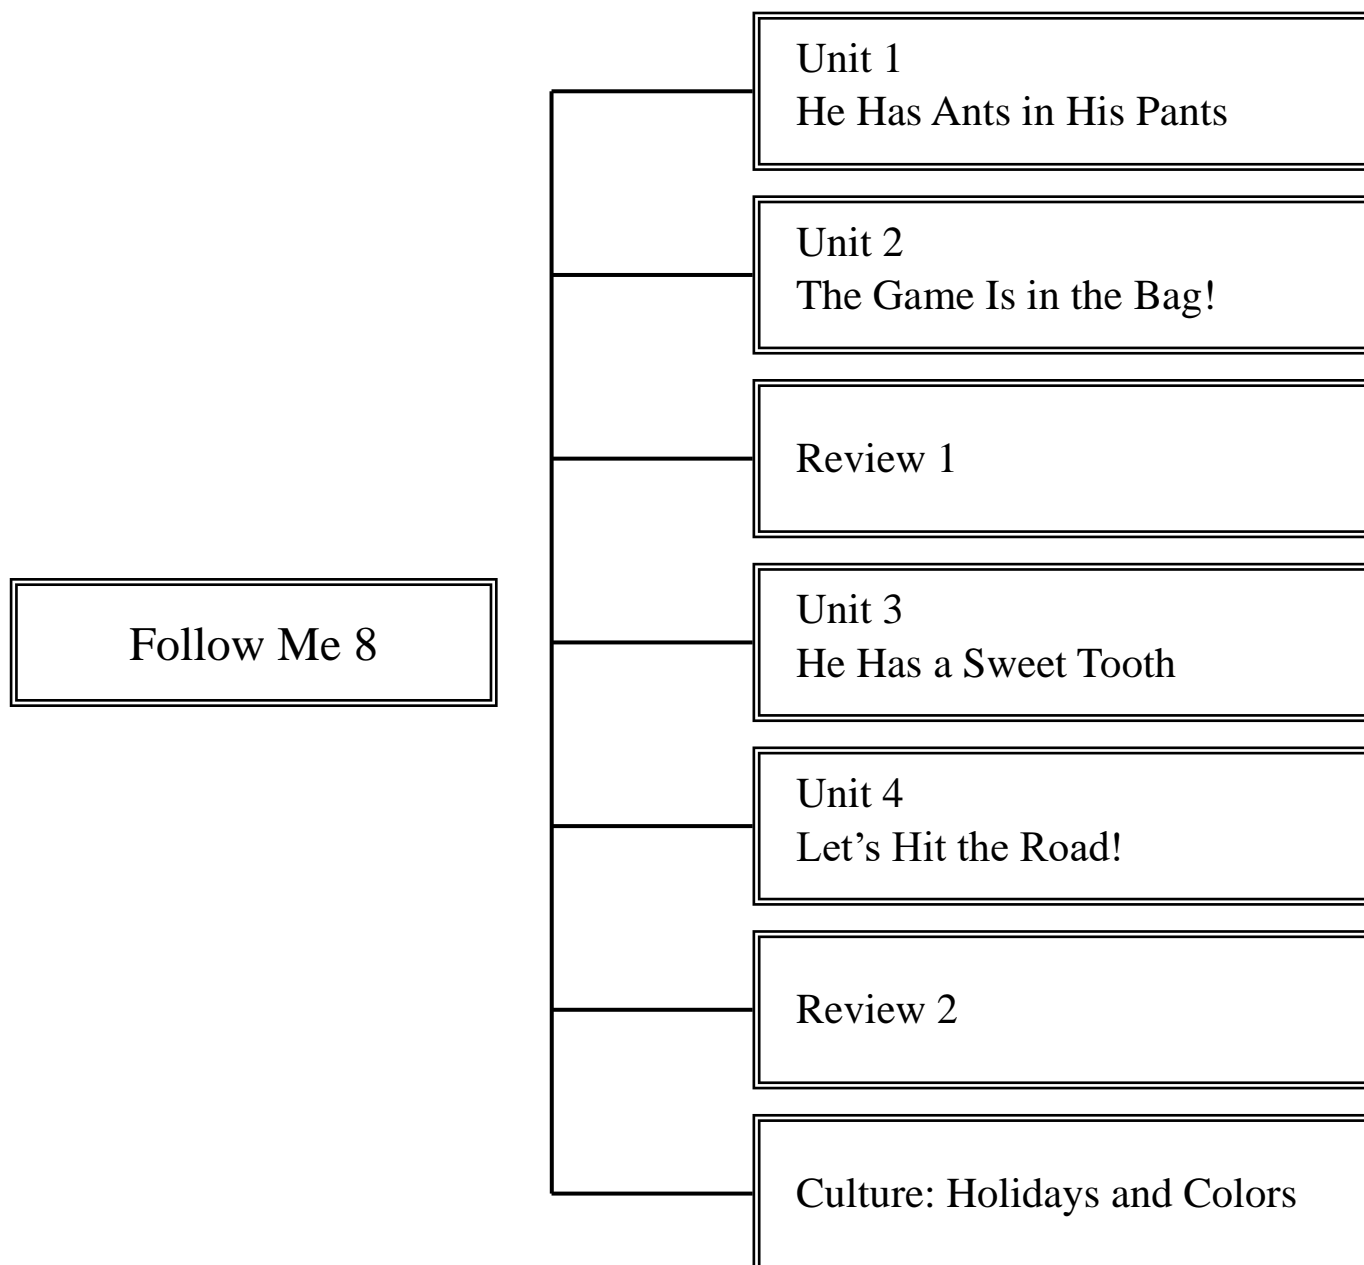 Unit 1
He Has Ants in His Pants
Unit 2
The Game Is in the Bag!
Review 1
Follow Me 8
Unit 3
He Has a Sweet Tooth
Unit 4
Let’s Hit the Road!
Review 2
Culture: Holidays and Colors